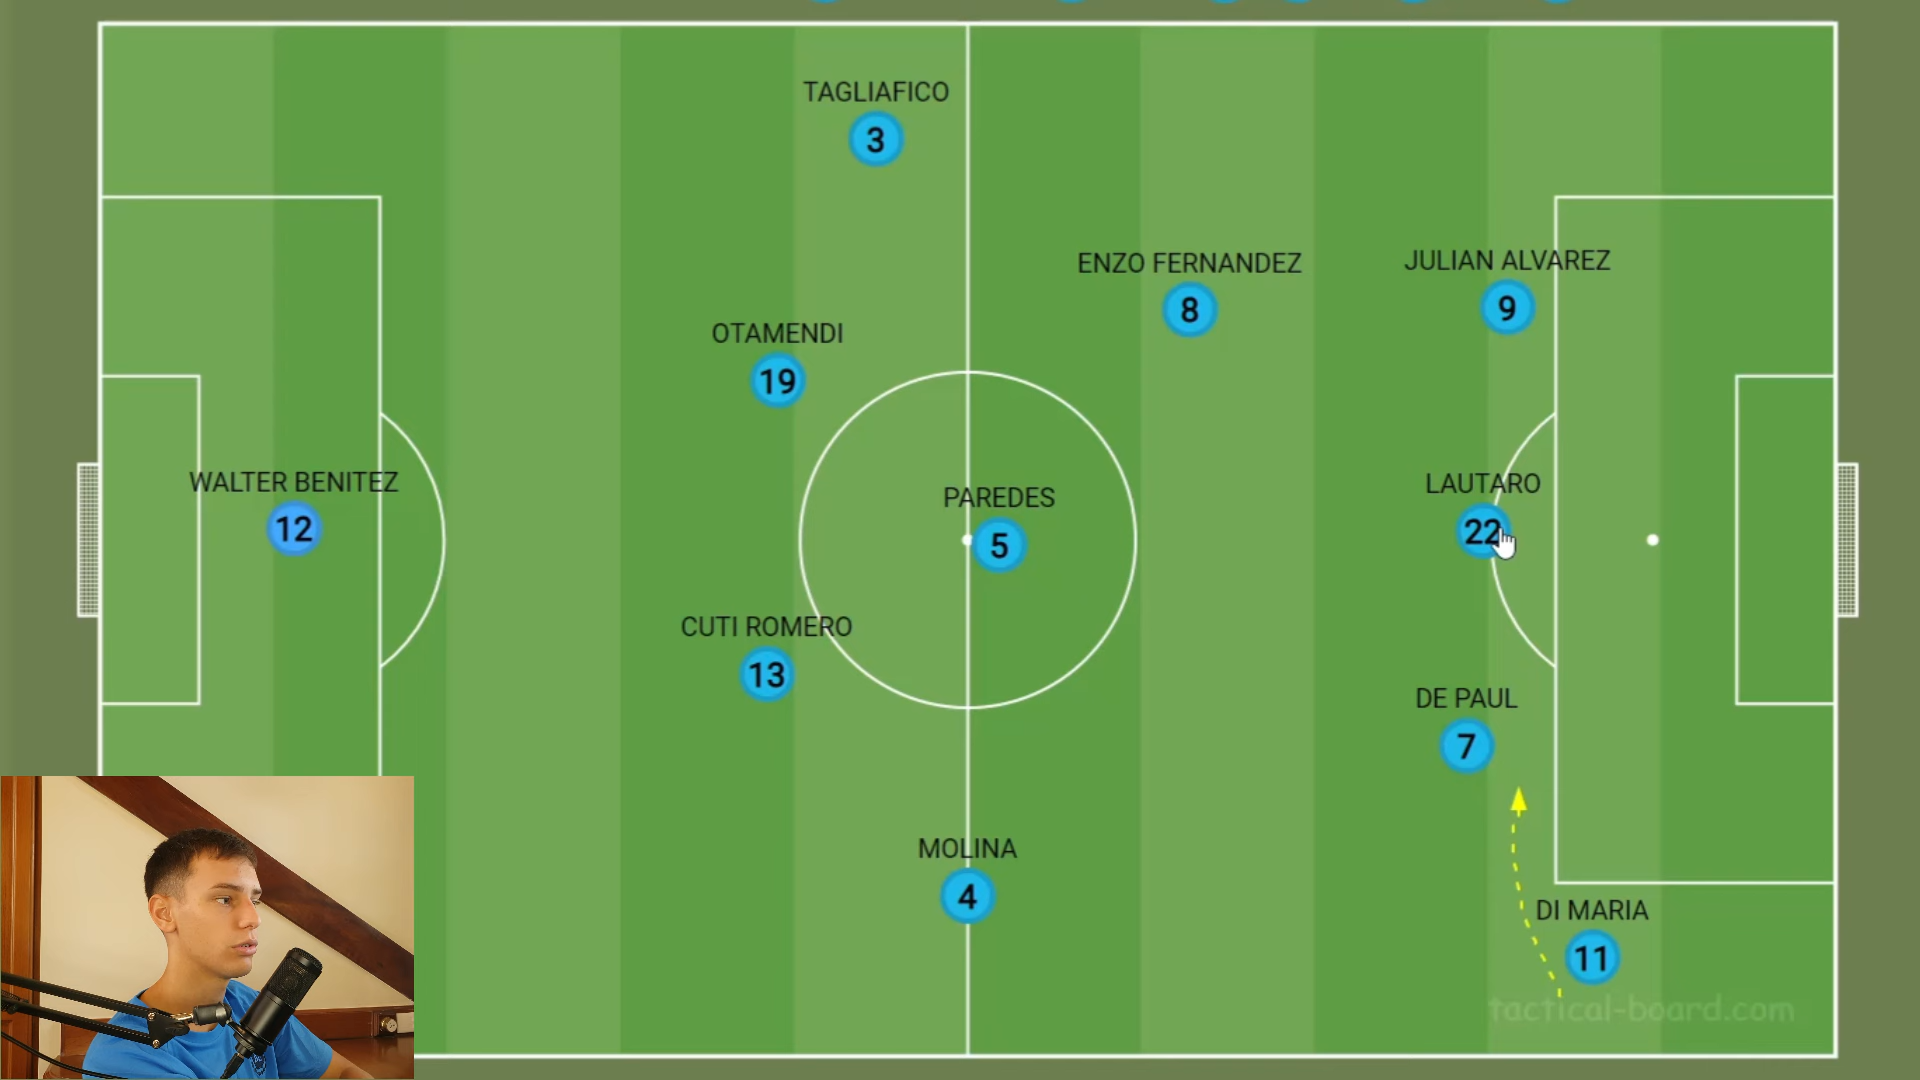 TAGLIAFICO
3
ENZO FERNANDEZ
8
JULIAN ALVAREZ
9
OTAMENDI
19
WALTER BENITEZ
12
PAREDES
5
LAUTARO
22
CUTI ROMERO
13
DE PAUL
7
MOLINA
4
DI MARIA
11
tactical-board.com